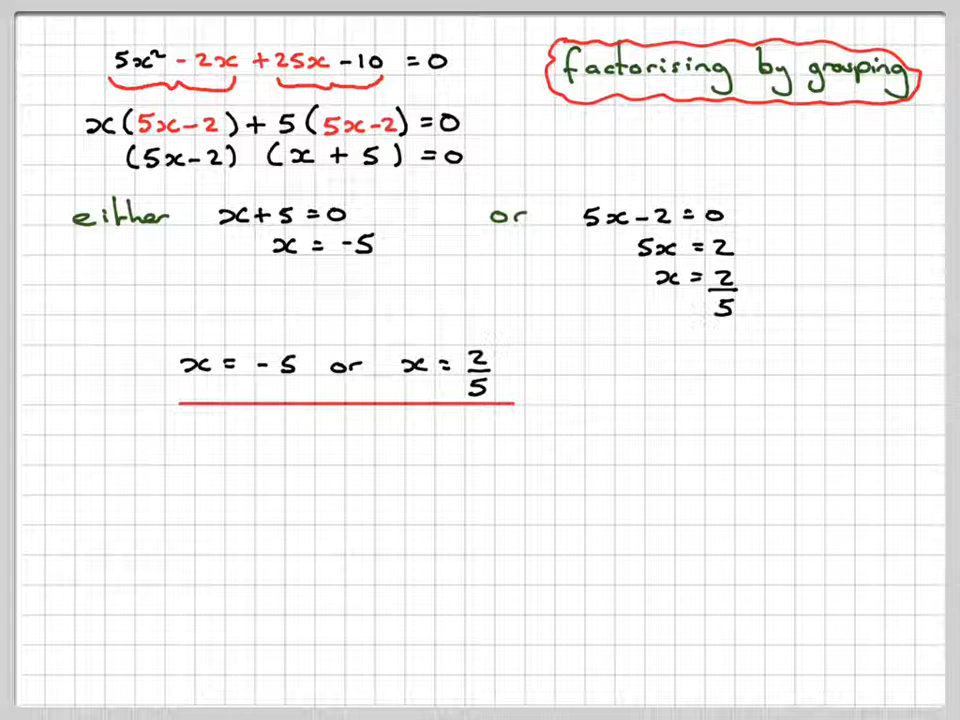 5x² - 2x + 25x - 10 = 0
factorising by grouping
x(5x-2) + 5(5x-2) = 0
(5x-2) (x + 5) = 0
either x+5 = 0 or 5x-2 = 0
x = -5 5x = 2
x = 2/5
x = -5 or x = 2/5